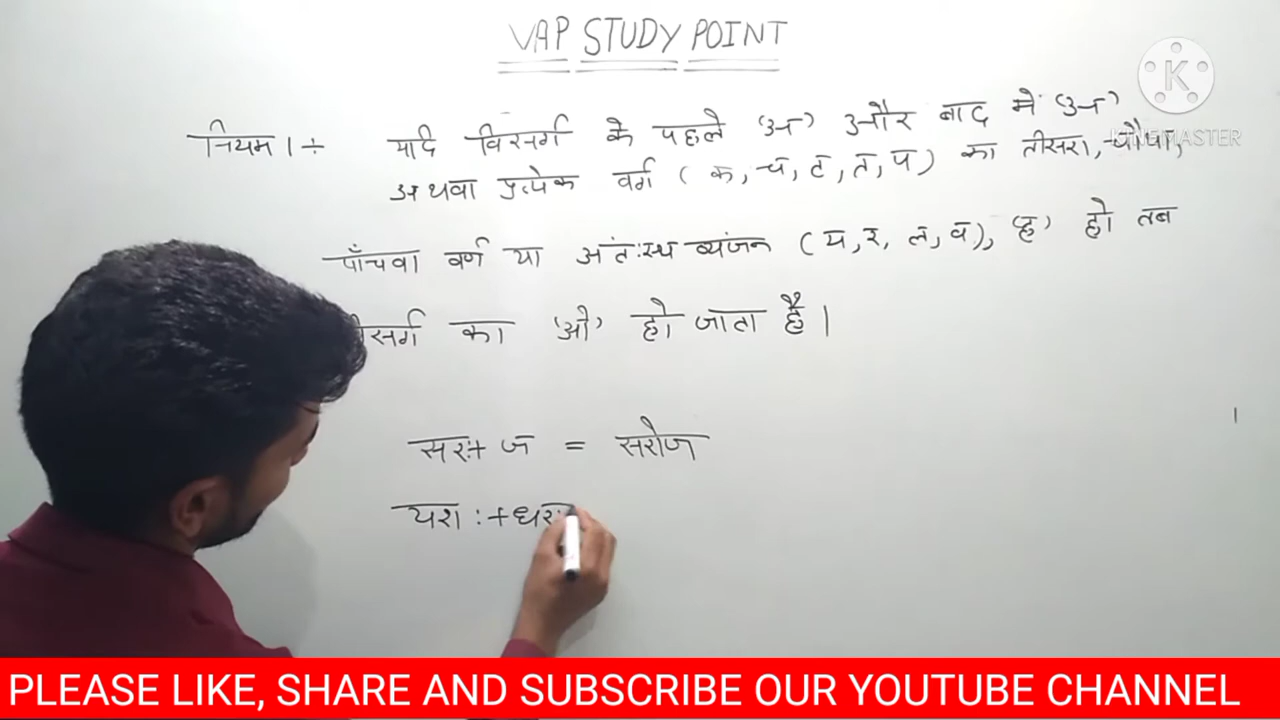 VAP STUDY POINT
नियम 1 ÷ यदि विसर्ग के पहले 'अ' और बाद मे 'अ'
अथवा प्रत्येक वर्ग ( क, च, ट, त, प ) का तीसरा, चौथा,
पाँचवा वर्ण या अंतःस्थ व्यंजन ( य, र, ल, व ), 'ह' हो तब
सर्ग का 'ओ' हो जाता है।
सरः + ज = सरोज
यशः + धर
K
KINEMASTER
PLEASE LIKE, SHARE AND SUBSCRIBE OUR YOUTUBE CHANNEL